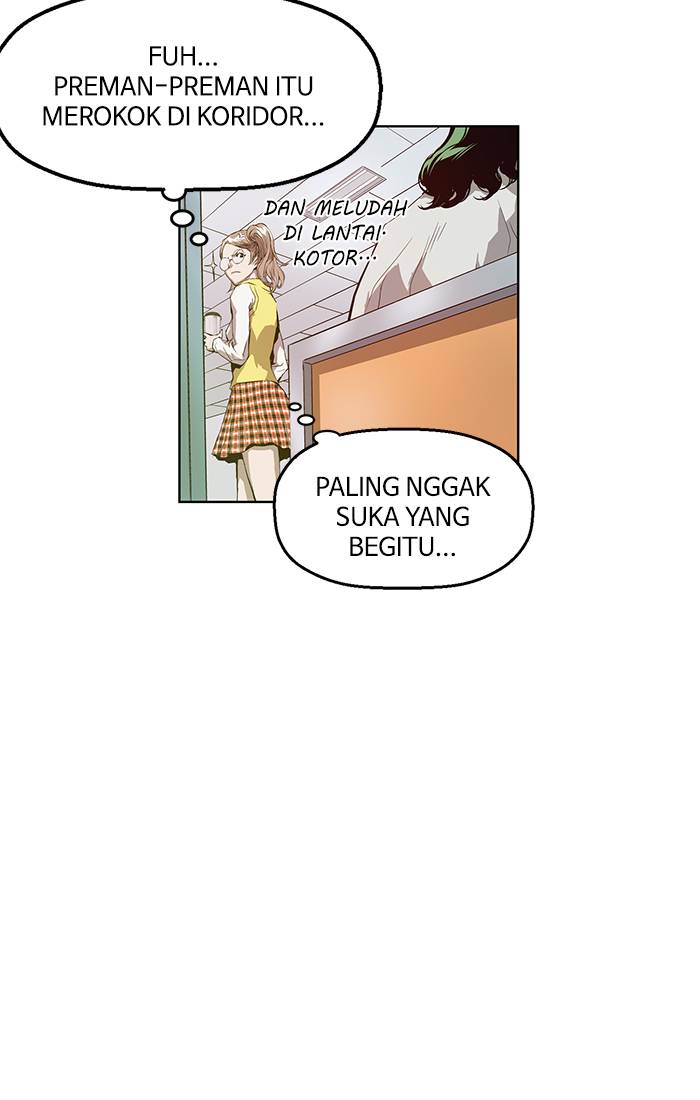 FUH...
PREMAN-PREMAN ITU
MEROKOK DI KORIDOR...
DAN MELUDAH
DI LANTAI.
KOTOR...
PALING NGGAK
SUKA YANG
BEGITU...